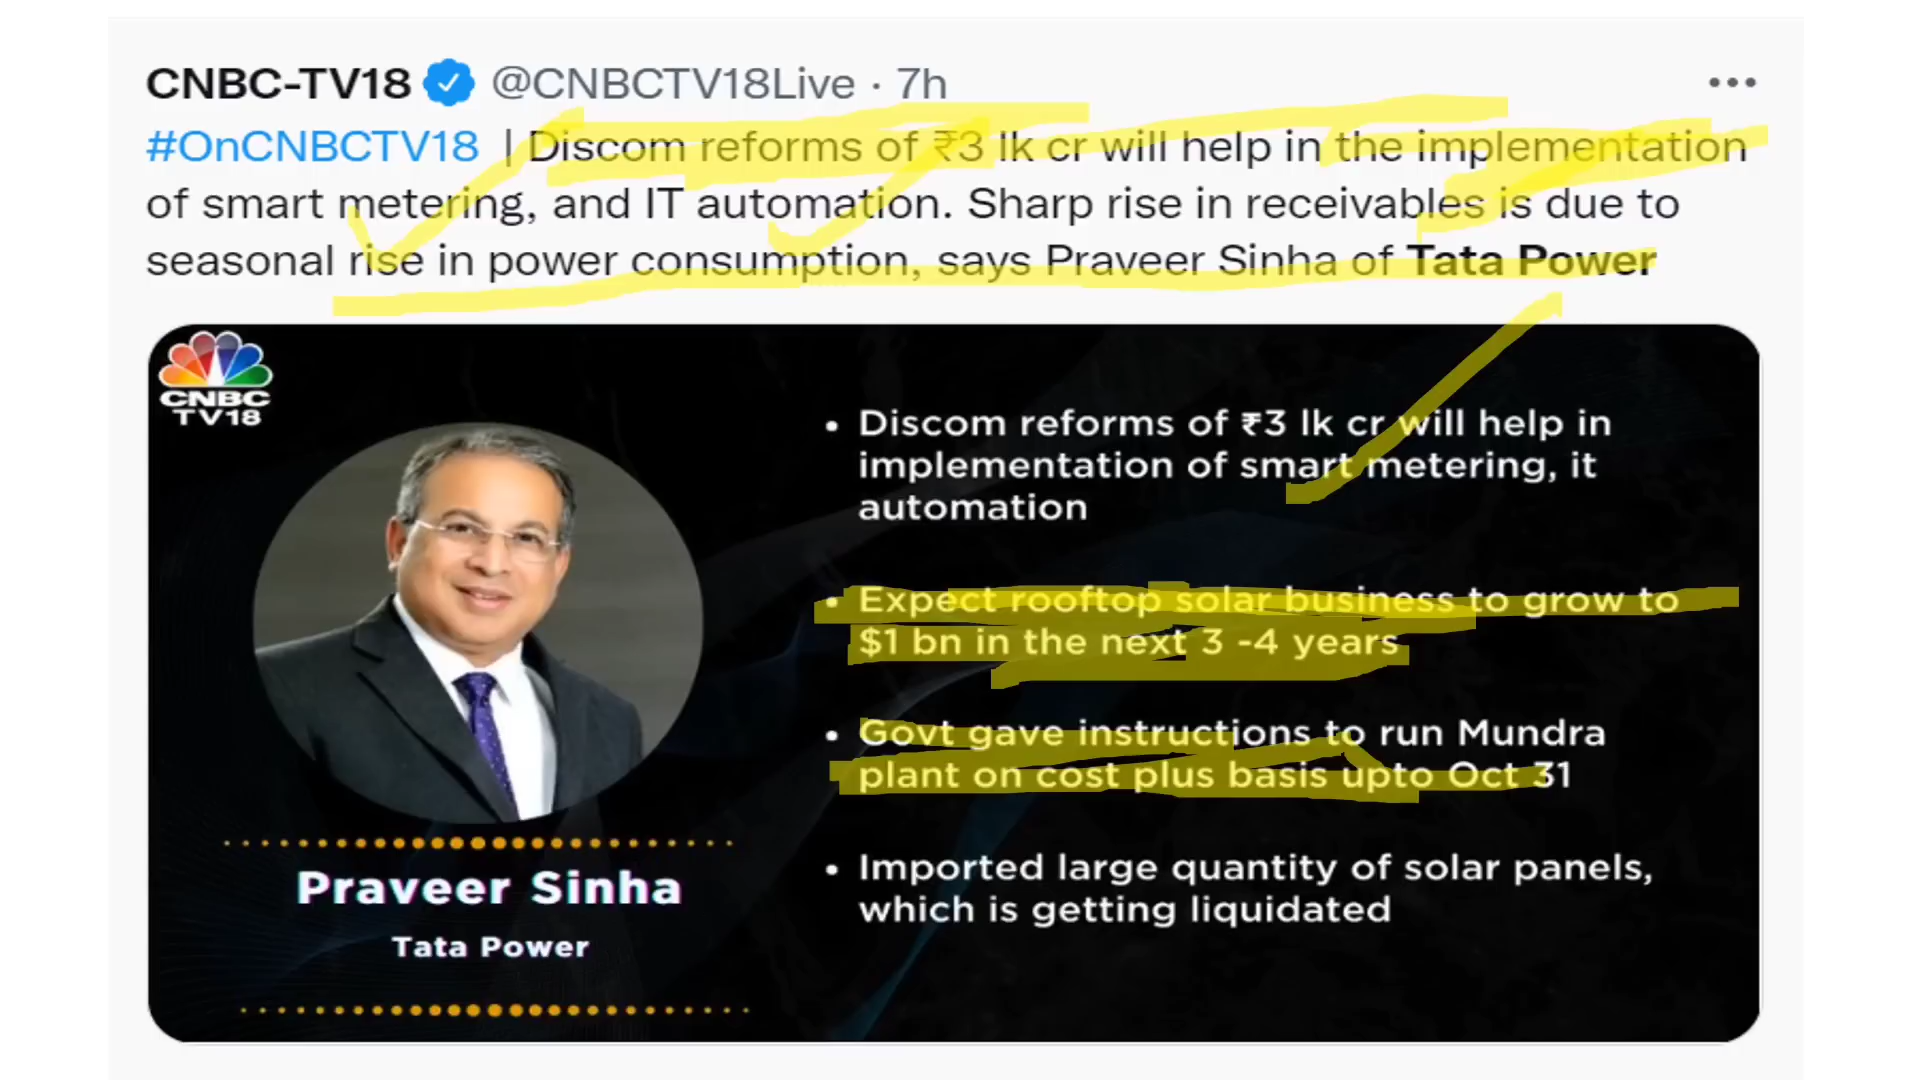 CNBC-TV18 @CNBCTV18Live · 7h
#OnCNBCTV18 | Discom reforms of ₹3 lk cr will help in the implementation
of smart metering, and IT automation. Sharp rise in receivables is due to
seasonal rise in power consumption, says Praveer Sinha of Tata Power
CNBC
TV18
• Discom reforms of ₹3 lk cr will help in
implementation of smart metering, it
automation
• Expect rooftop solar business to grow to
$1 bn in the next 3 -4 years
• Govt gave instructions to run Mundra
plant on cost plus basis upto Oct 31
• Imported large quantity of solar panels,
which is getting liquidated
Praveer Sinha
Tata Power